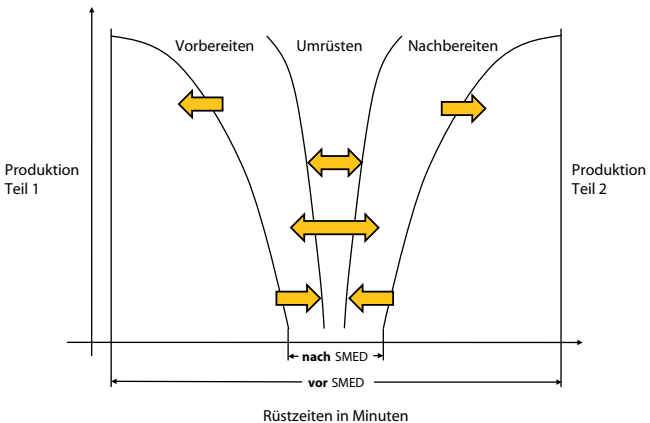 Vorbereiten
Umrüsten
Nachbereiten
Produktion
Teil 1
Produktion
Teil 2
nach SMED
vor SMED
Rüstzeiten in Minuten